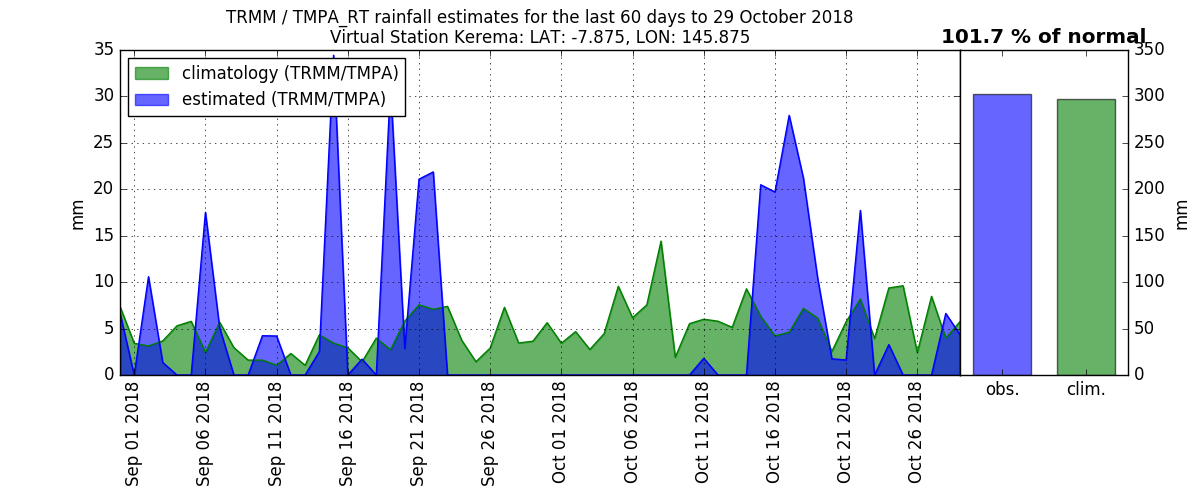 TRMM / TMPA_RT rainfall estimates for the last 60 days to 29 October 2018
Virtual Station Kerema: LAT: -7.875, LON: 145.875
101.7 % of normal
climatology (TRMM/TMPA)
estimated (TRMM/TMPA)
mm
35
30
25
20
15
10
5
0
Sep 01 2018
Sep 06 2018
Sep 11 2018
Sep 16 2018
Sep 21 2018
Sep 26 2018
Oct 01 2018
Oct 06 2018
Oct 11 2018
Oct 16 2018
Oct 21 2018
Oct 26 2018
obs.
clim.
350
300
250
200
150
100
50
0
mm